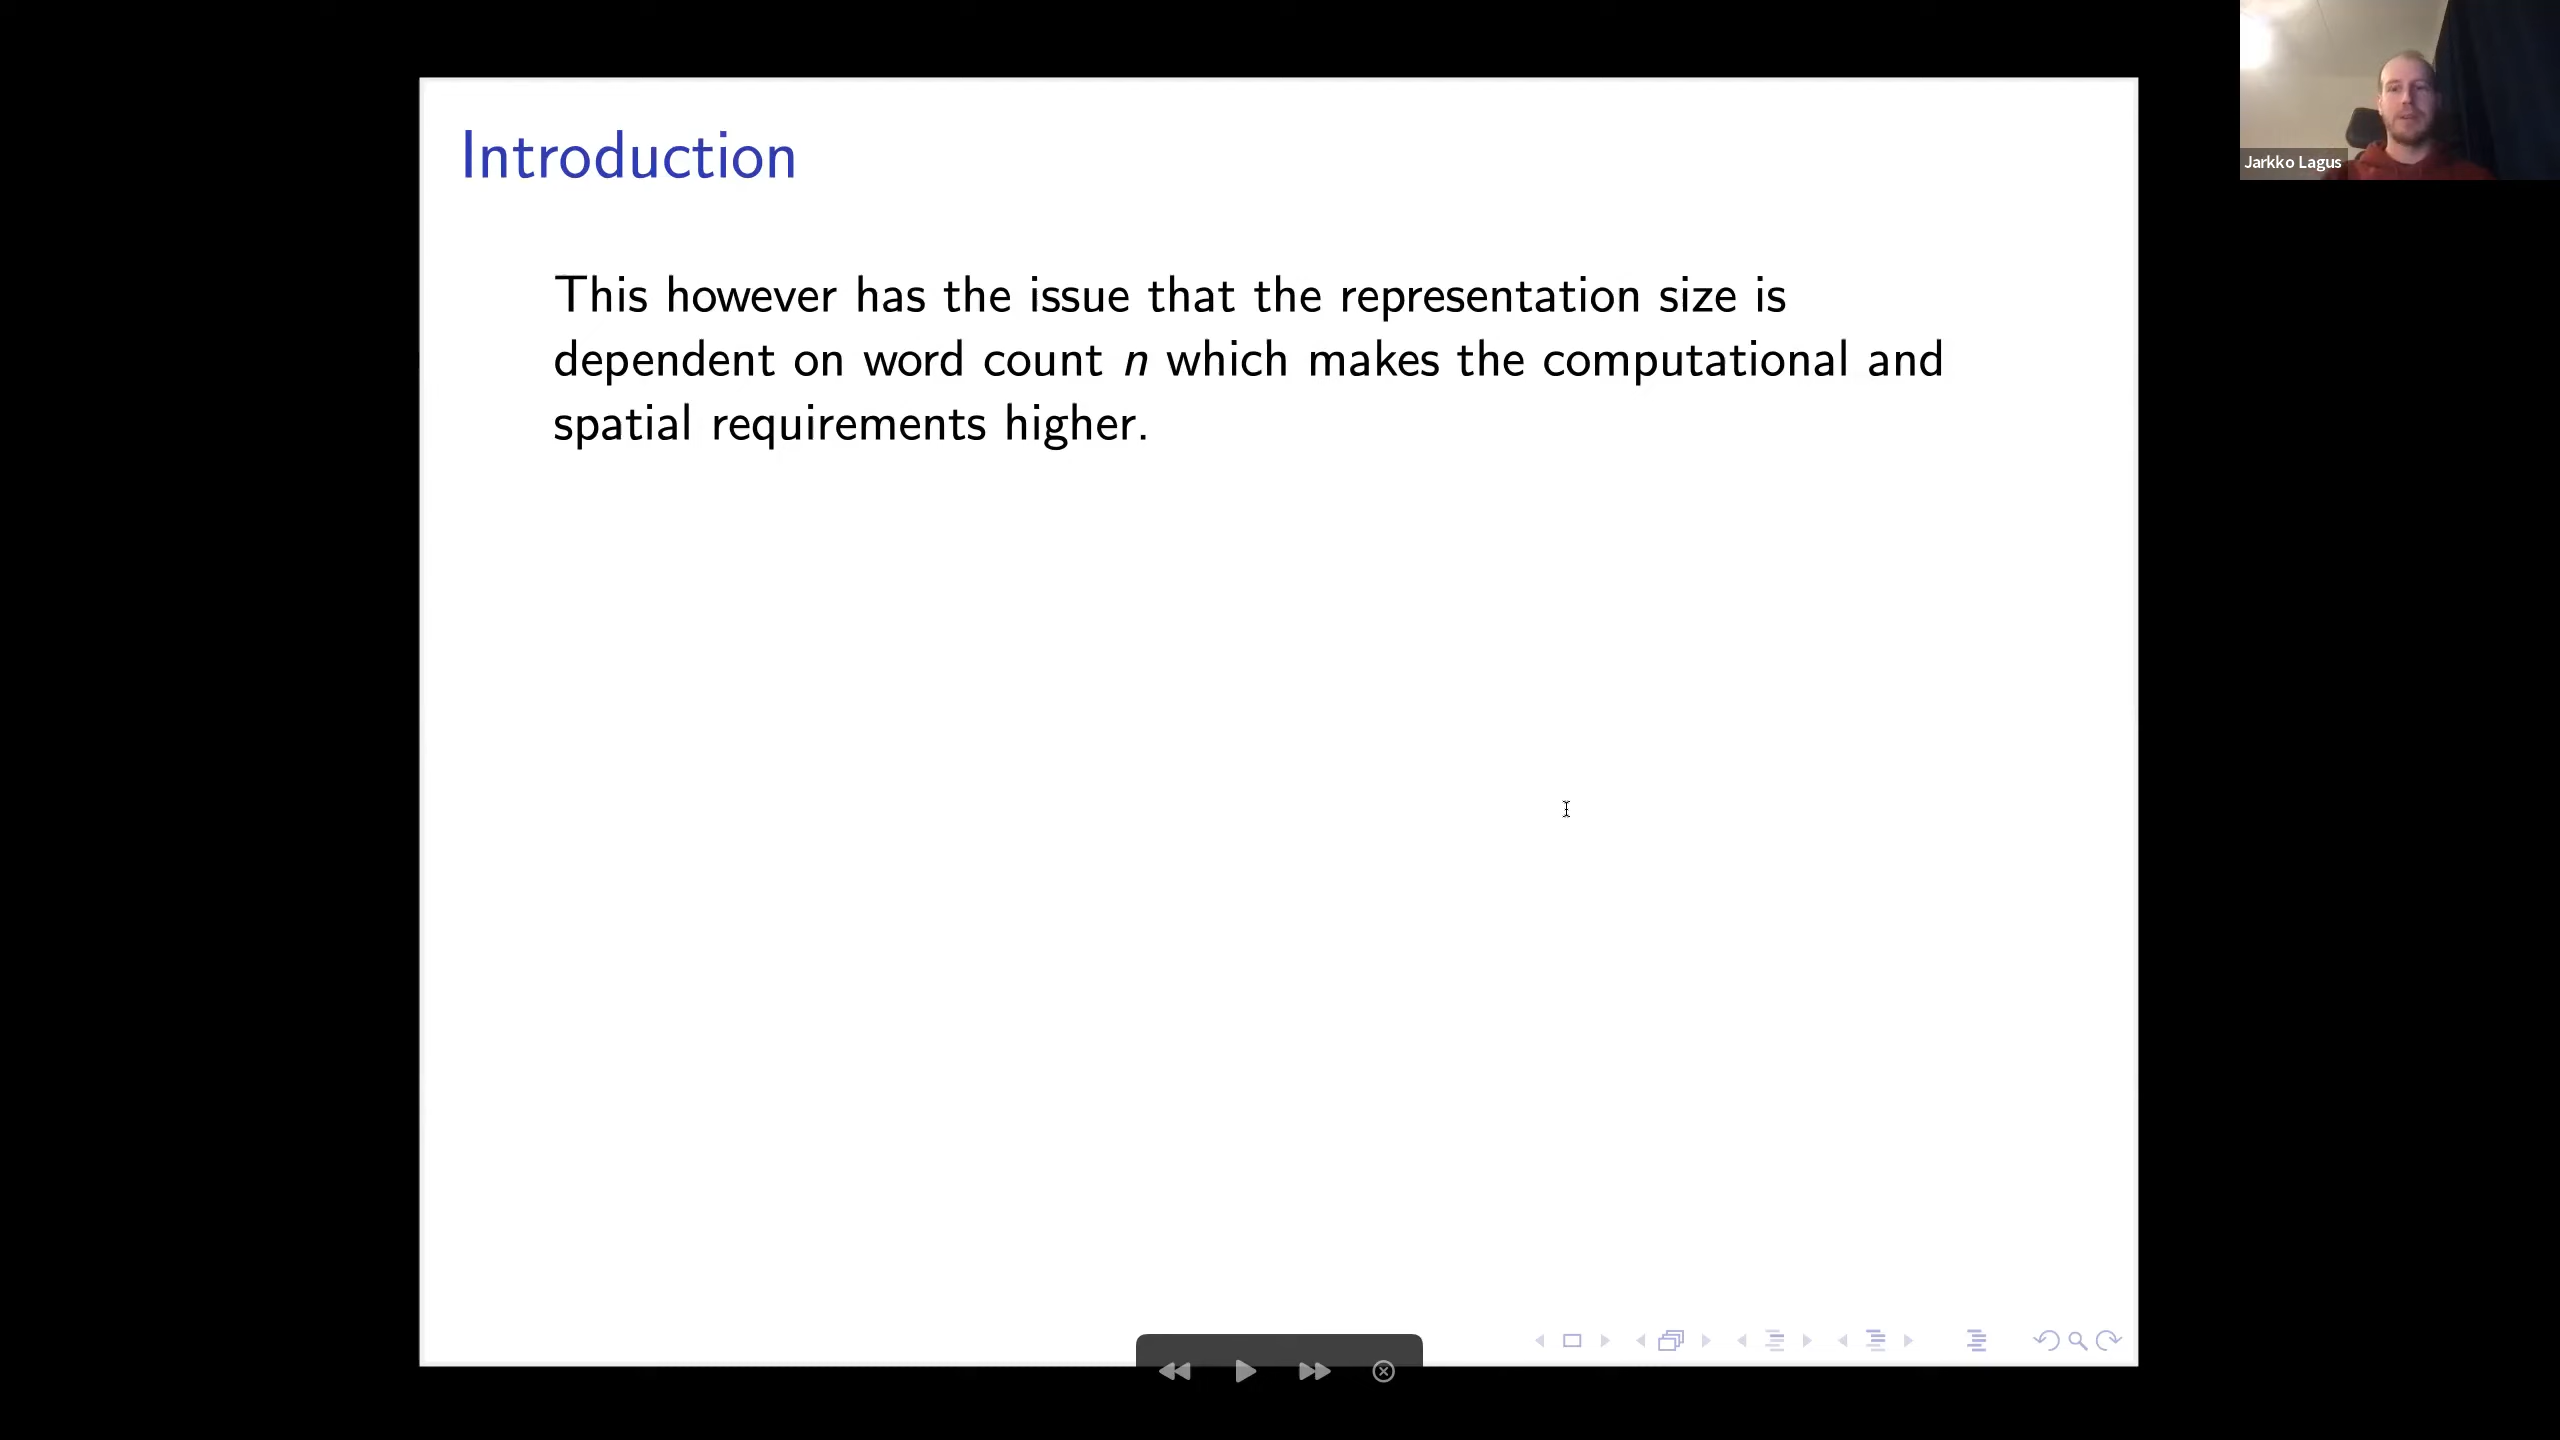 Introduction
This however has the issue that the representation size is
dependent on word count n which makes the computational and
spatial requirements higher.
Jarkko Lagus